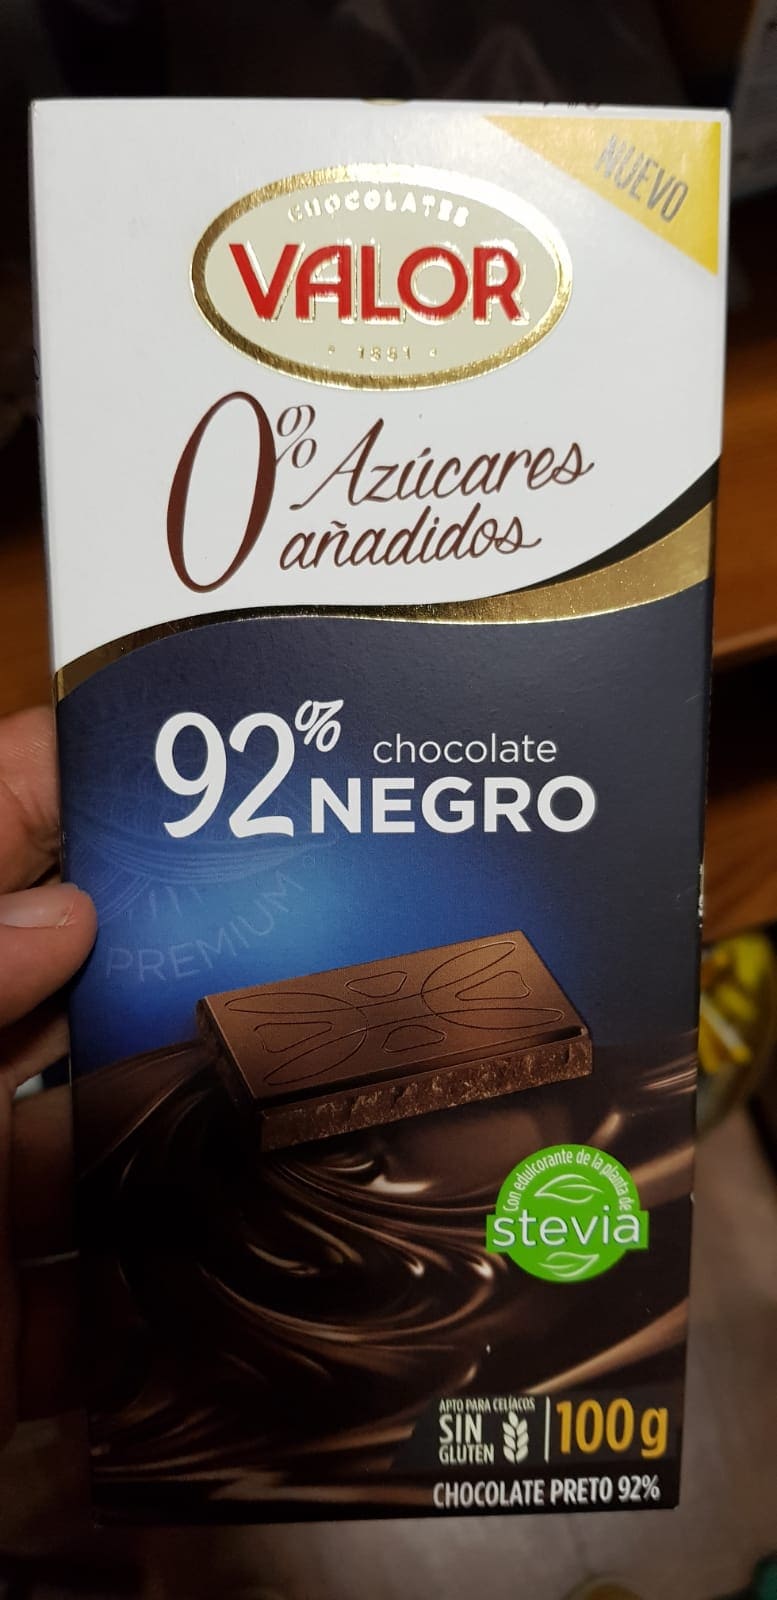 NUEVO
CHOCOLATES
VALOR
1881
0% Azúcares
añadidos
92% chocolate
NEGRO
PREMIUM
Con edulcorante de la planta de
stevia
APTO PARA CELÍACOS
SIN
GLUTEN
100g
CHOCOLATE PRETO 92%